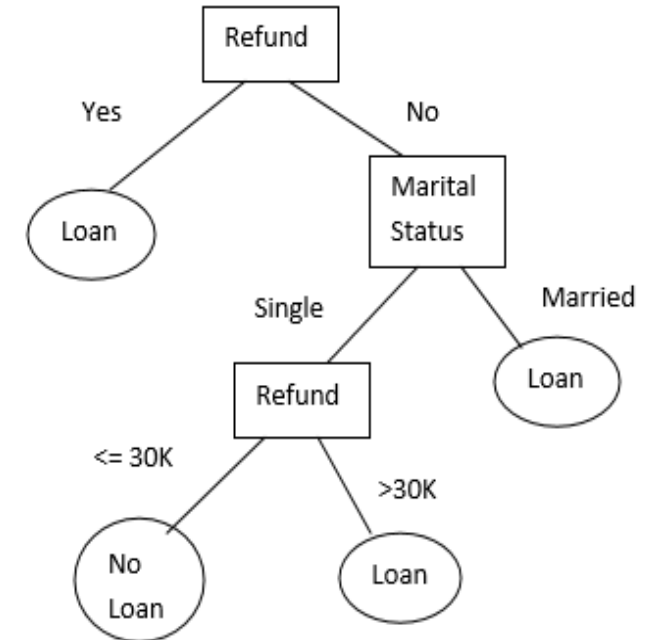 Refund
Yes
No
Marital
Status
Loan
Single
Married
Loan
Refund
<= 30K
>30K
No
Loan
Loan